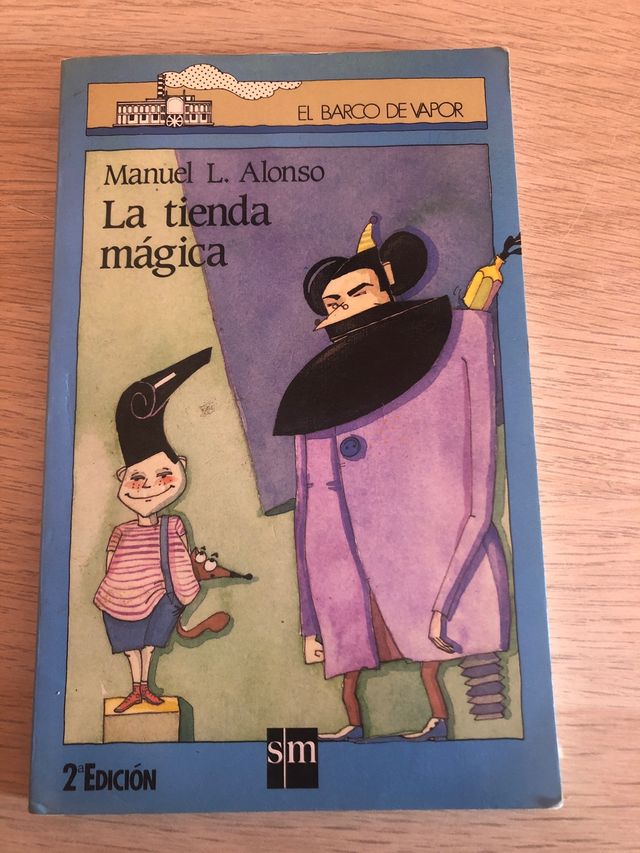 EL BARCO DE VAPOR
Manuel L. Alonso
La tienda
mágica
sm
2ª EDICIÓN